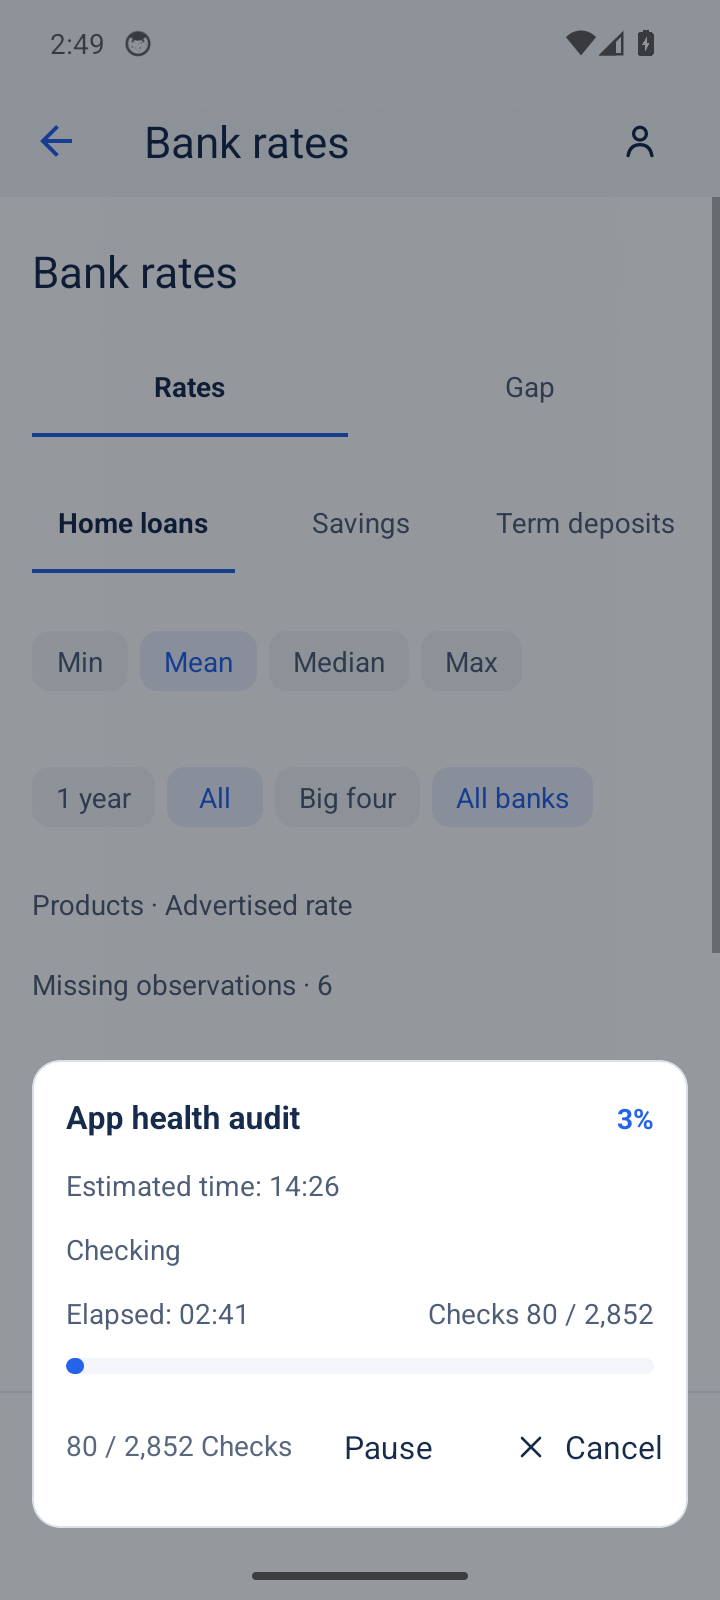 2:49
Bank rates
Bank rates
Rates Gap
Home loans Savings Term deposits
Min Mean Median Max
1 year All Big four All banks
Products · Advertised rate
Missing observations · 6
App health audit 3%
Estimated time: 14:26
Checking
Elapsed: 02:41 Checks 80 / 2,852
80 / 2,852 Checks Pause Cancel